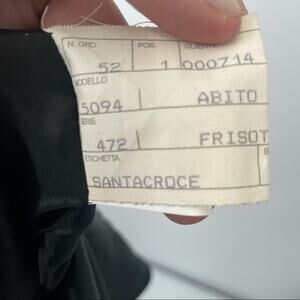 N. ORD POS. CLIENTE
52 1 000714
MODELLO
5094 ABITO
SERIE
472 FRISOT
ETICHETTA
SANTACROCE